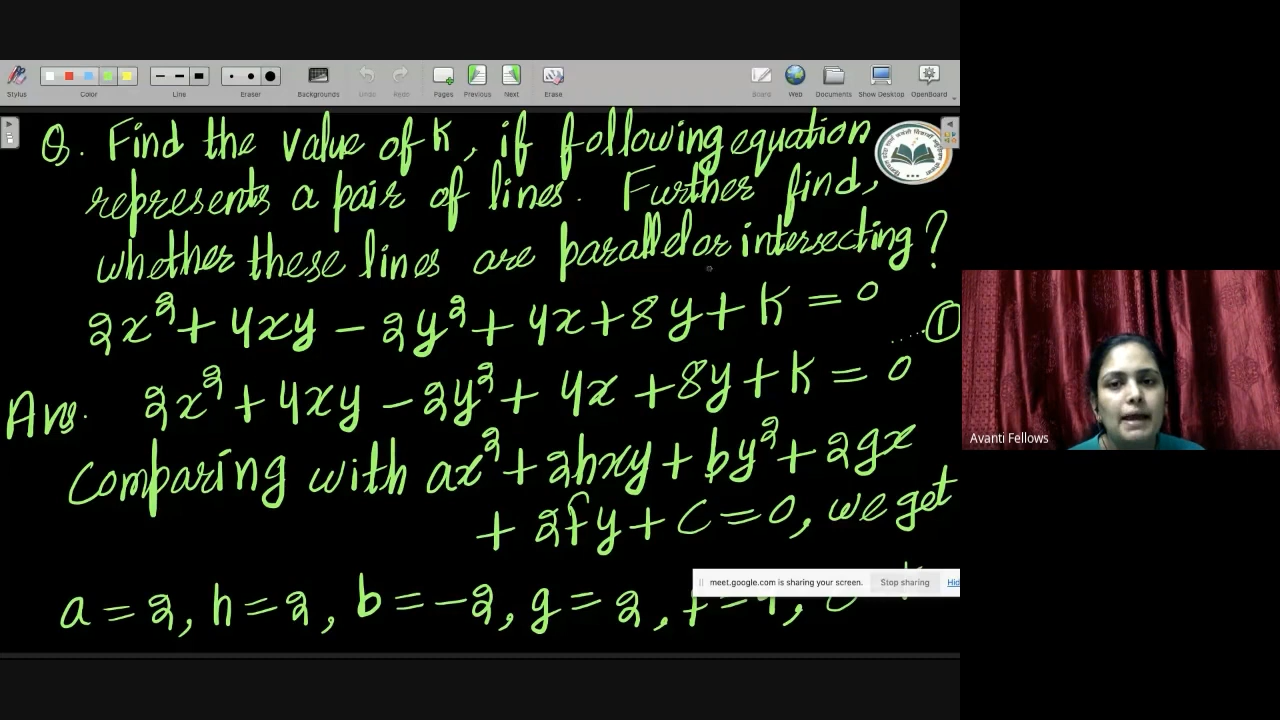 Stylus
Color
Line
Eraser
Backgrounds
Undo
Redo
Pages
Previous
Next
Erase
Board
Web
Documents
Show Desktop
OpenBoard
Q. Find the value of K, if following equation
represents a pair of lines. Further find,
whether these lines are parallel or intersecting?
2x² + 4xy - 2y² + 4x + 8y + K = 0
.....①
Ans. 2x² + 4xy - 2y² + 4x + 8y + K = 0
Comparing with ax² + 2hxy + by² + 2gx
+ 2fy + C = 0, we get
meet.google.com is sharing your screen. Stop sharing Hid
a = 2, h = 2, b = -2, g = 2, f = 4,
Avanti Fellows